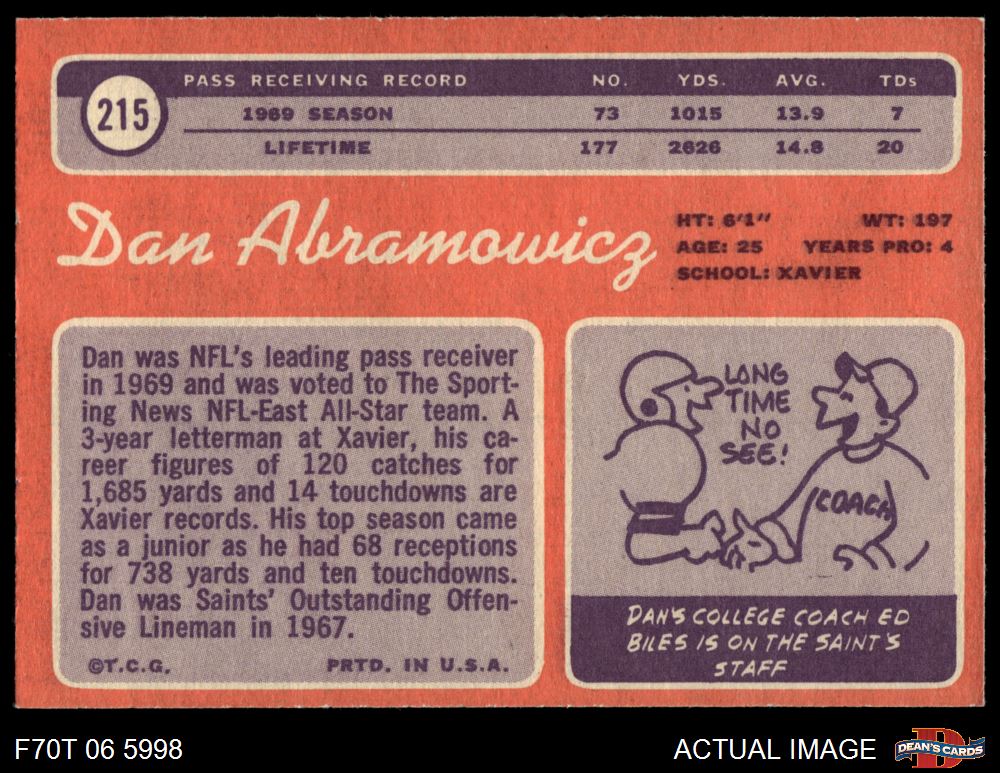 215
PASS RECEIVING RECORD NO. YDS. AVG. TDs
1969 SEASON 73 1015 13.9 7
LIFETIME 177 2626 14.8 20
Dan Abramowicz
HT: 6'1" WT: 197
AGE: 25 YEARS PRO: 4
SCHOOL: XAVIER
Dan was NFL's leading pass receiver
in 1969 and was voted to The Sport-
ing News NFL-East All-Star team. A
3-year letterman at Xavier, his ca-
reer figures of 120 catches for
1,685 yards and 14 touchdowns are
Xavier records. His top season came
as a junior as he had 68 receptions
for 738 yards and ten touchdowns.
Dan was Saints' Outstanding Offen-
sive Lineman in 1967.
©T.C.G. PRTD. IN U.S.A.
LONG
TIME
NO
SEE!
COACH
DAN'S COLLEGE COACH ED
BILES IS ON THE SAINT'S
STAFF
F70T 06 5998
ACTUAL IMAGE
D
DEAN'S CARDS